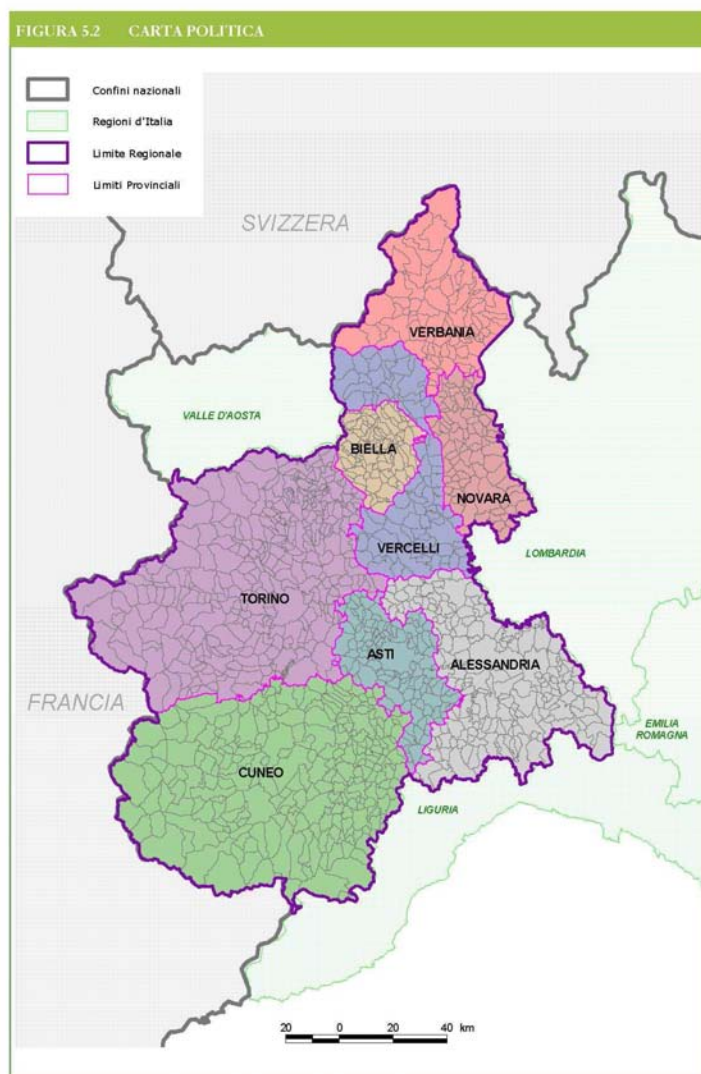 FIGURA 5.2 CARTA POLITICA
Confini nazionali
Regioni d'Italia
Limite Regionale
Limiti Provinciali
SVIZZERA
VERBANIA
VALLE D'AOSTA
BIELLA
NOVARA
VERCELLI
LOMBARDIA
TORINO
ASTI
ALESSANDRIA
FRANCIA
EMILIA
ROMAGNA
CUNEO
LIGURIA
20 0 20 40 km